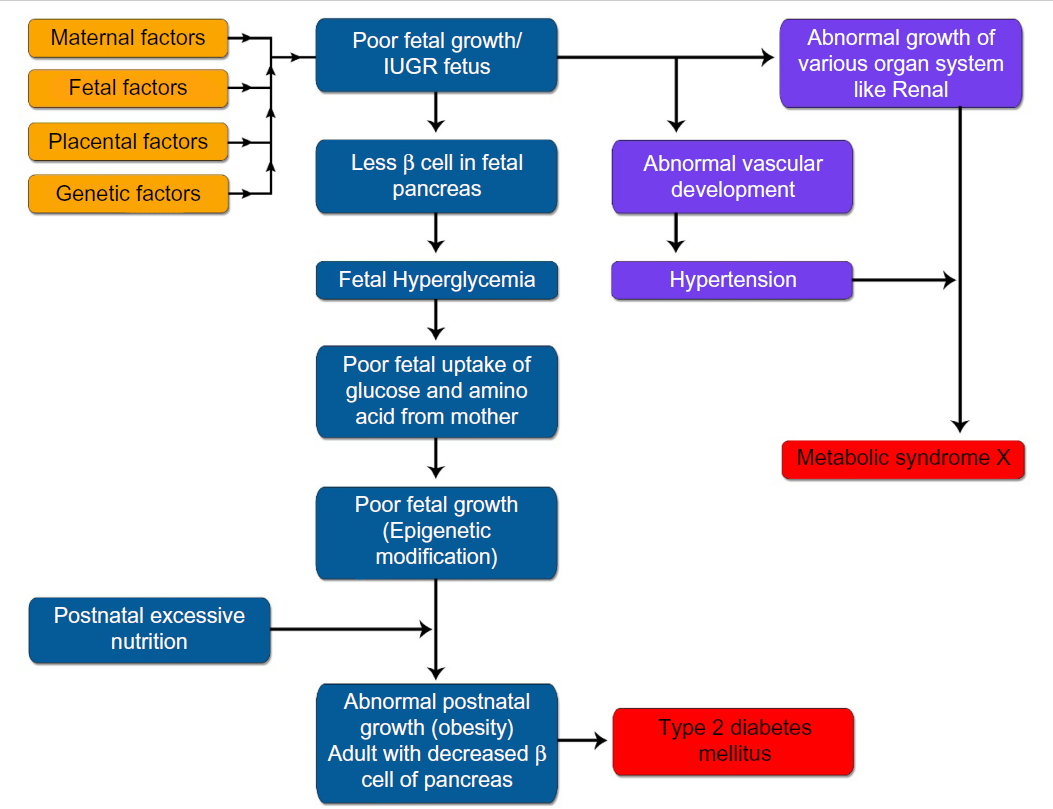 Maternal factors
Fetal factors
Placental factors
Genetic factors
Poor fetal growth/
IUGR fetus
Abnormal growth of
various organ system
like Renal
Less β cell in fetal
pancreas
Abnormal vascular
development
Fetal Hyperglycemia
Hypertension
Poor fetal uptake of
glucose and amino
acid from mother
Metabolic syndrome X
Poor fetal growth
(Epigenetic
modification)
Postnatal excessive
nutrition
Abnormal postnatal
growth (obesity)
Adult with decreased β
cell of pancreas
Type 2 diabetes
mellitus